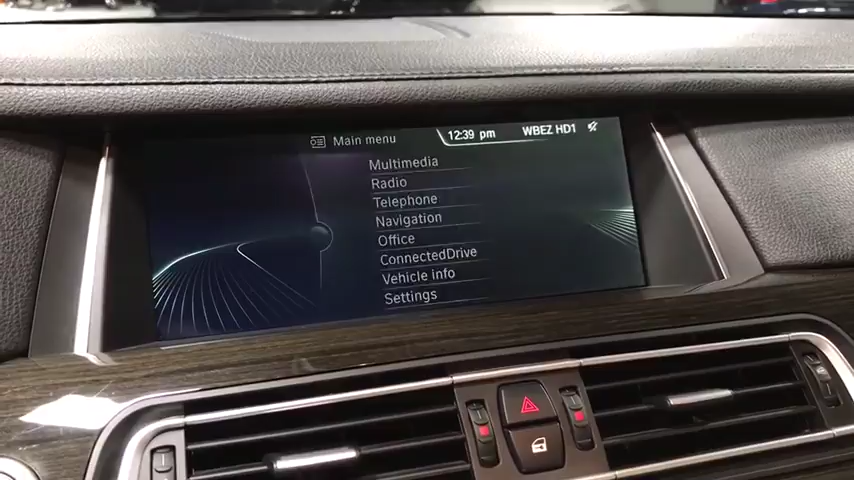 Main menu 12:39 pm WBEZ HD1
Multimedia
Radio
Telephone
Navigation
Office
ConnectedDrive
Vehicle info
Settings